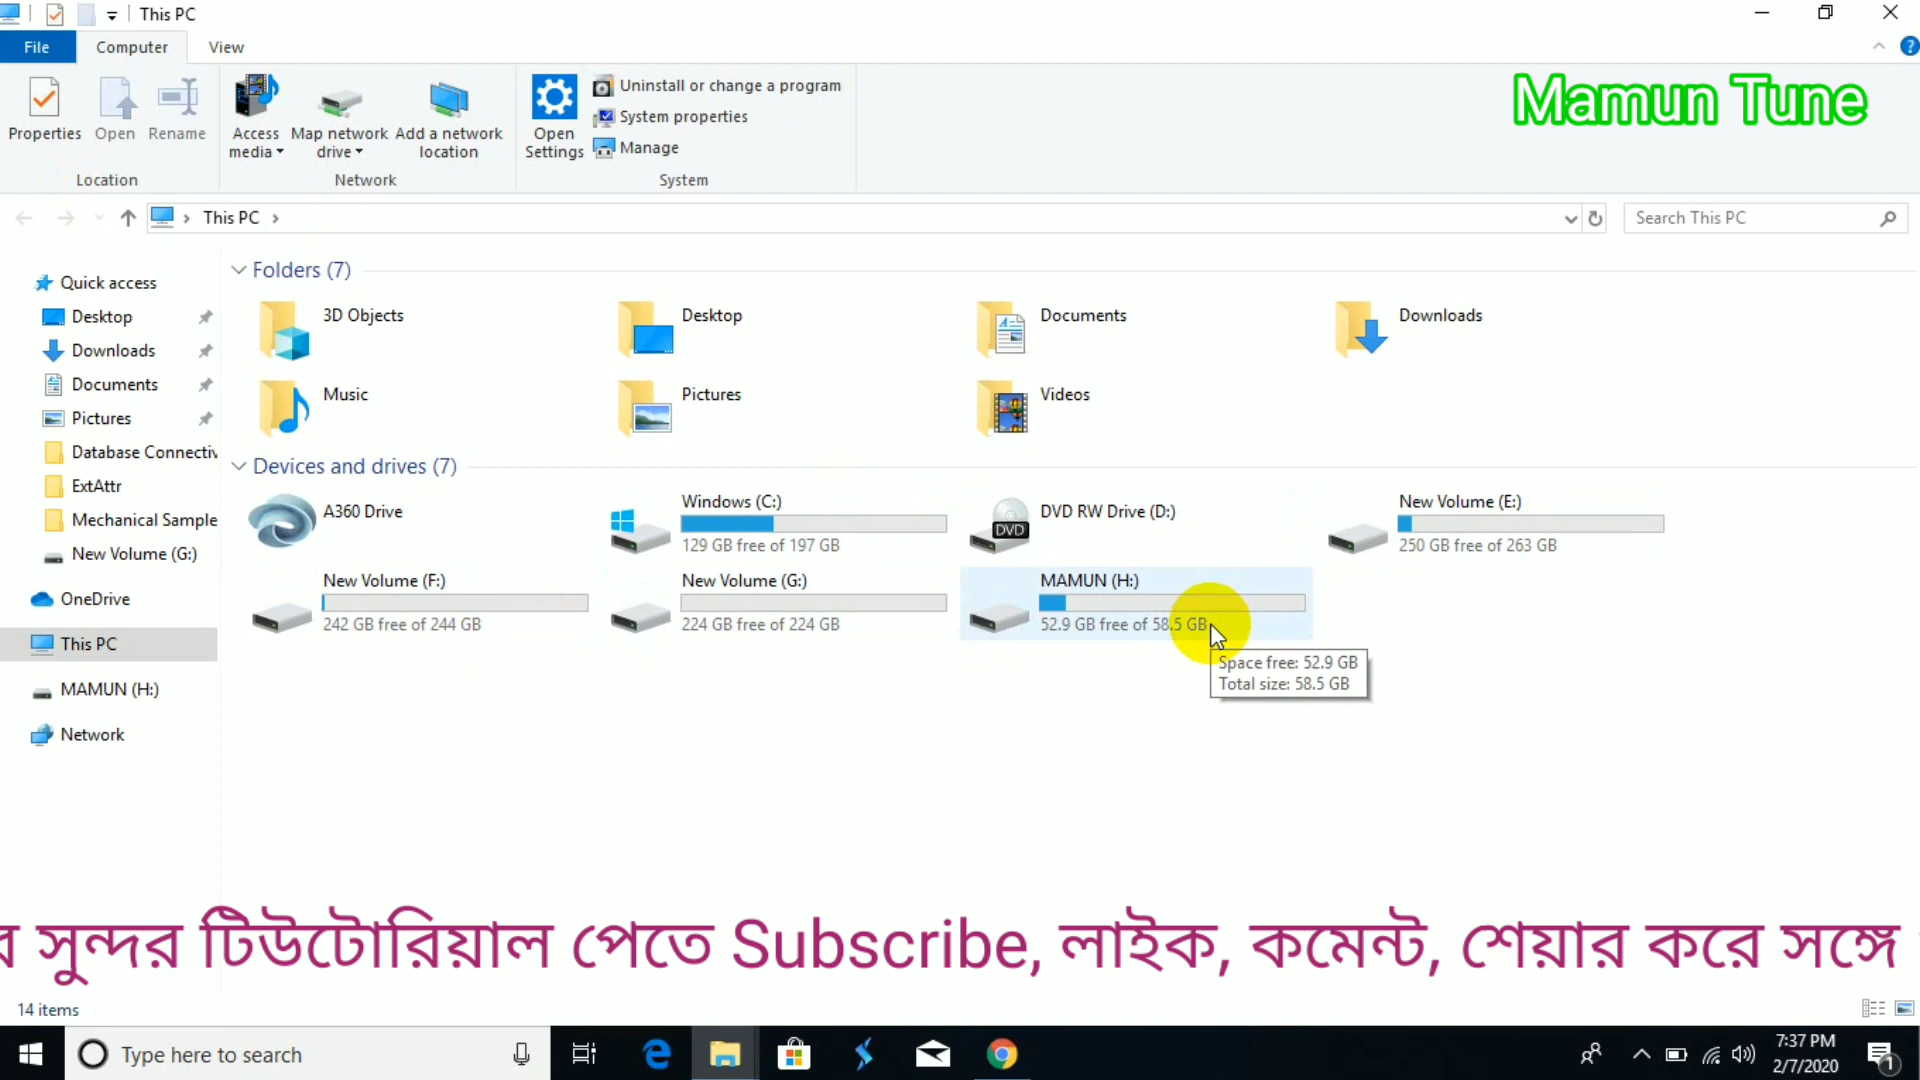 This PC
File
Computer
View
Properties
Open
Rename
Access media
Map network drive
Add a network location
Open Settings
Uninstall or change a program
System properties
Manage
Location
Network
System
Mamun Tune
This PC
Search This PC
Quick access
Desktop
Downloads
Documents
Pictures
Database Connectiv
ExtAttr
Mechanical Sample
New Volume (G:)
OneDrive
This PC
MAMUN (H:)
Network
Folders (7)
3D Objects
Desktop
Documents
Downloads
Music
Pictures
Videos
Devices and drives (7)
A360 Drive
Windows (C:)
129 GB free of 197 GB
DVD RW Drive (D:)
DVD
New Volume (E:)
250 GB free of 263 GB
New Volume (F:)
242 GB free of 244 GB
New Volume (G:)
224 GB free of 224 GB
MAMUN (H:)
52.9 GB free of 58.5 GB
Space free: 52.9 GB
Total size: 58.5 GB
র সুন্দর টিউটোরিয়াল পেতে Subscribe, লাইক, কমেন্ট, শেয়ার করে সঙ্গে
14 items
Type here to search
7:37 PM
2/7/2020
1